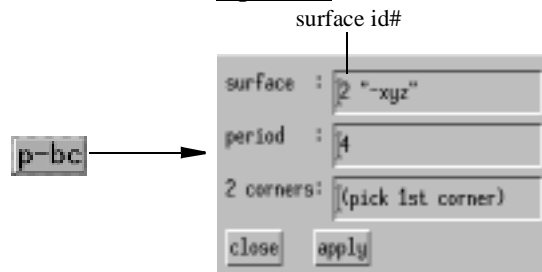 surface id#
surface : 2 "-xyz"
period : 4
p-bc
2 corners: (pick 1st corner)
close apply